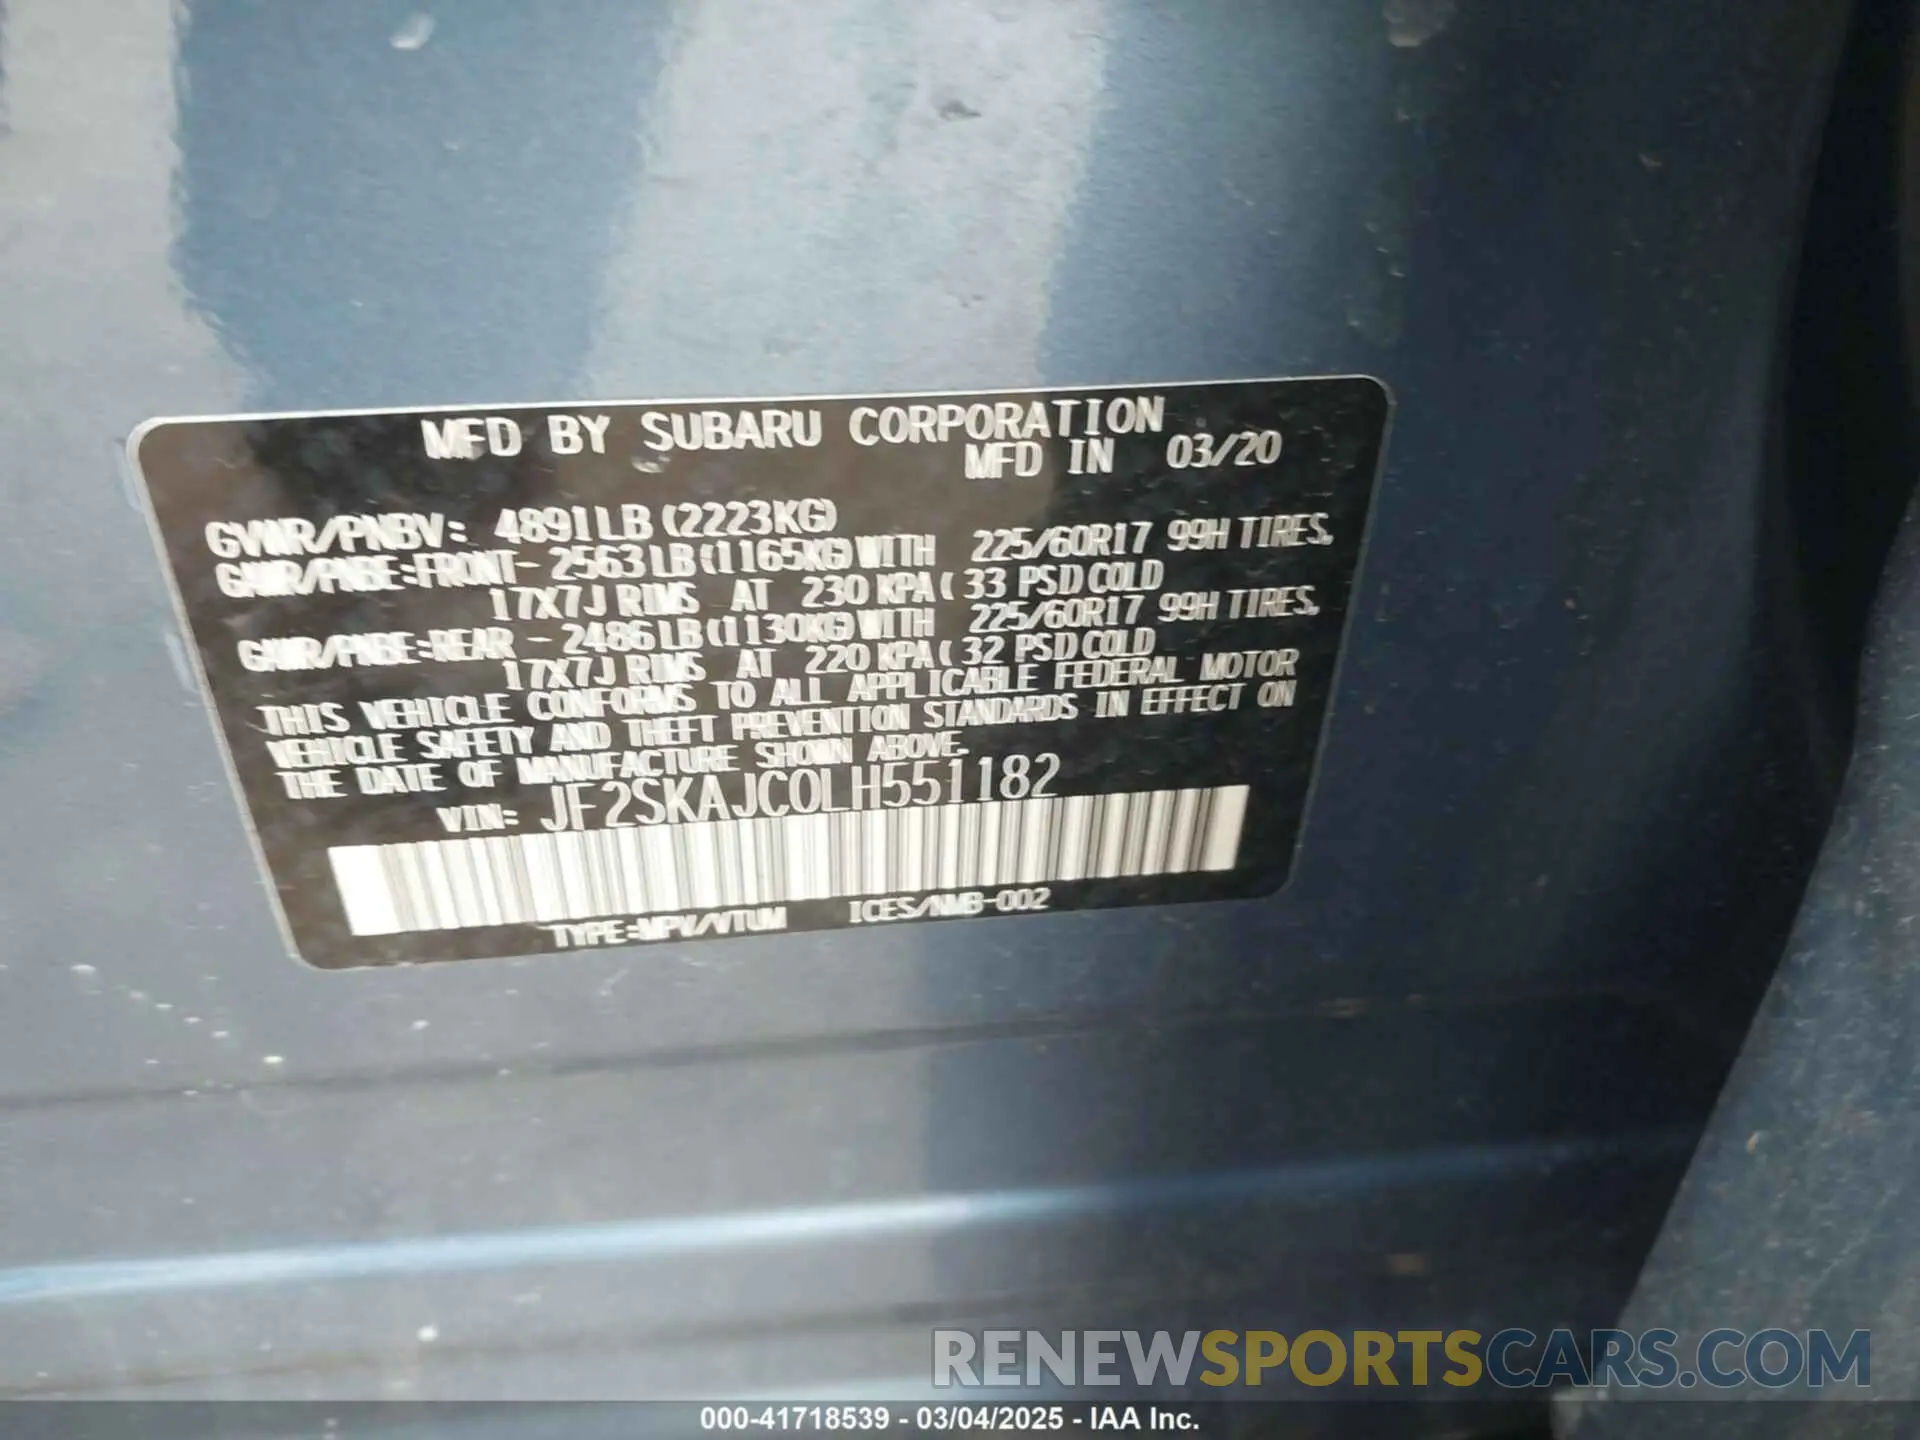 MFD BY SUBARU CORPORATION
MFD IN 03/20
GVWR/PNBV: 4891LB(2223KG)
GAWR/PNBE:FRONT- 2563LB(1165KG)WITH 225/60R17 99H TIRES,
17X7J RIMS AT 230 KPA( 33 PSI)COLD
GAWR/PNBE:REAR - 2486LB(1130KG)WITH 225/60R17 99H TIRES,
17X7J RIMS AT 220 KPA( 32 PSI)COLD
THIS VEHICLE CONFORMS TO ALL APPLICABLE FEDERAL MOTOR
VEHICLE SAFETY AND THEFT PREVENTION STANDARDS IN EFFECT ON
THE DATE OF MANUFACTURE SHOWN ABOVE.
VIN: JF2SKAJC0LH551182
TYPE:MPV/VTUM ICES/NMB-002
RENEWSPORTSCARS.COM
000-41718539 - 03/04/2025 - IAA Inc.